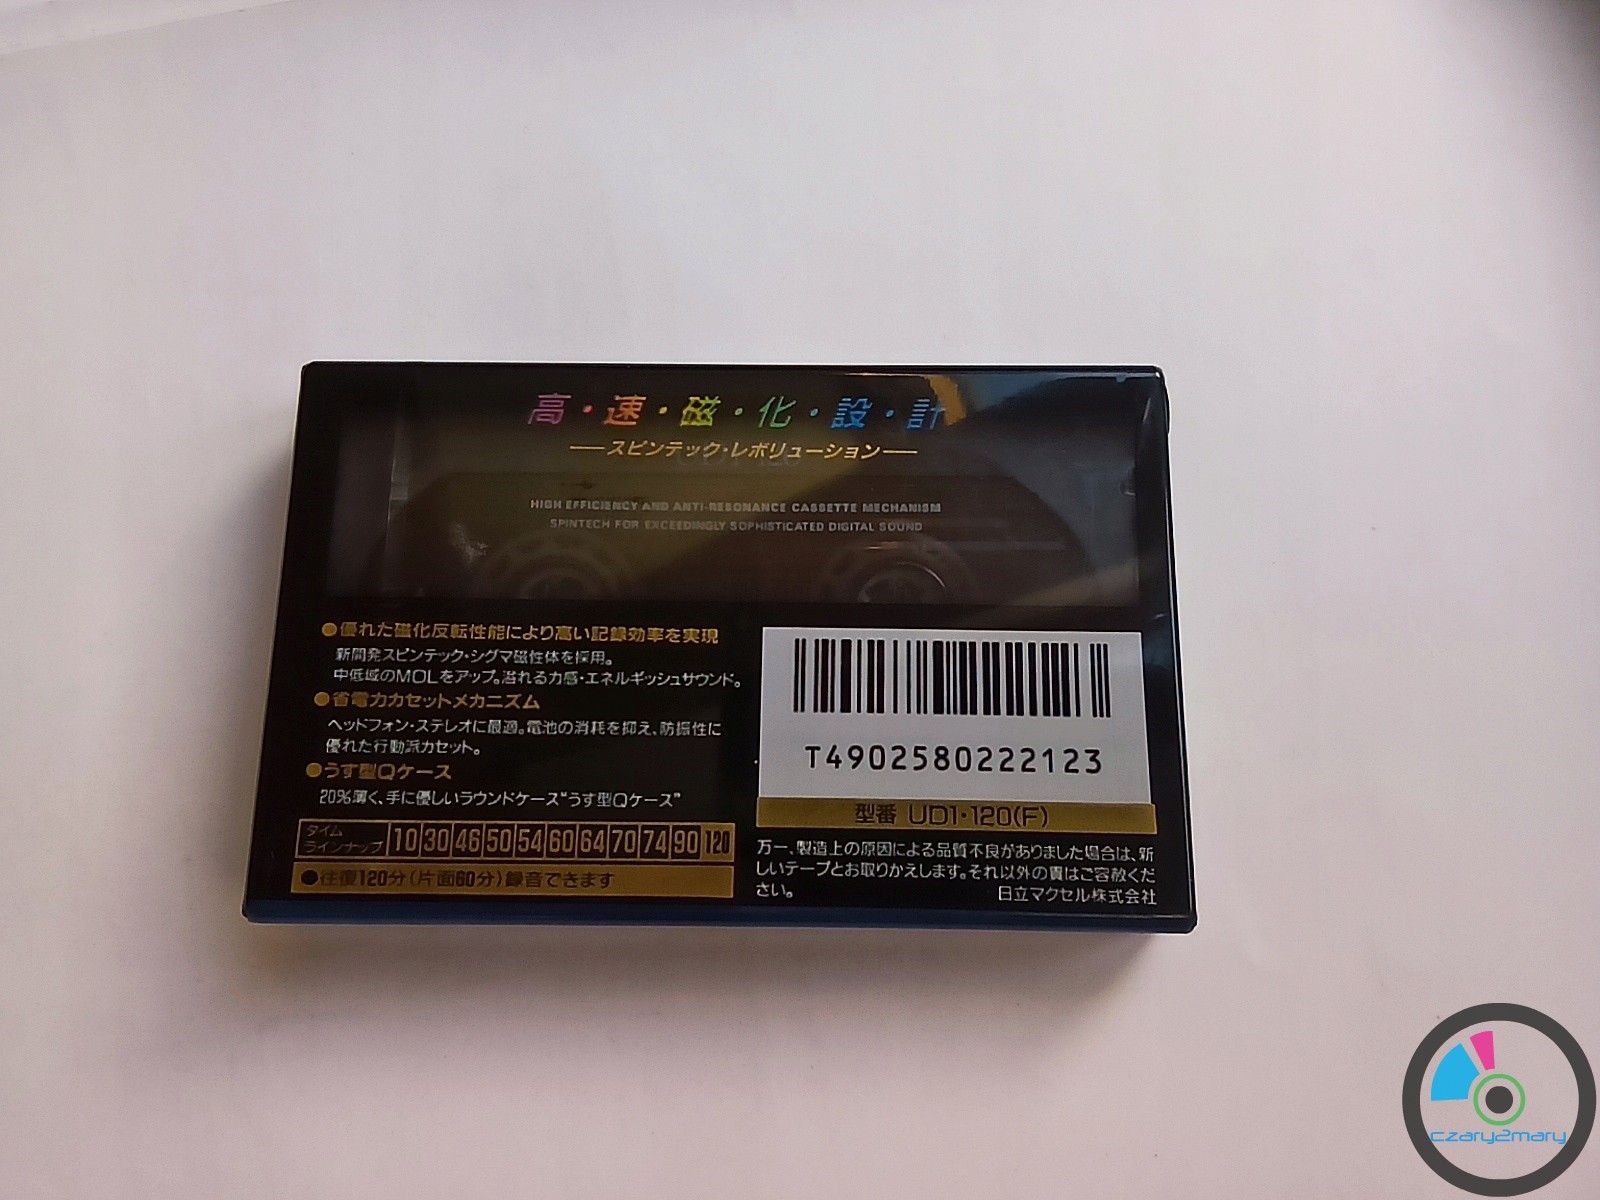 高・速・磁・化・設・計
スピンテック・レボリューション
HIGH EFFICIENCY AND ANTI-RESONANCE CASSETTE MECHANISM
SPINTECH FOR EXCEEDINGLY SOPHISTICATED DIGITAL SOUND
●優れた磁化反転性能により高い記録効率を実現
新開発スピンテック・シグマ磁性体を採用。
中低域のMOLをアップ。溢れる力感・エネルギッシュサウンド。
●省電力カセットメカニズム
ヘッドフォン・ステレオに最適。電池の消耗を抑え、防振性に
優れた行動派カセット。
●うす型Qケース
20%薄く、手に優しいラウンドケース“うす型Qケース”
タイム
ラインナップ
10 30 46 50 54 60 64 70 74 90 120
●往復120分(片面60分)録音できます
T4902580222123
型番 UD1・120(F)
万一、製造上の原因による品質不良がありました場合は、新
しいテープとお取りかえします。それ以外の責はご容赦くだ
さい。
日立マクセル株式会社
czary2mary